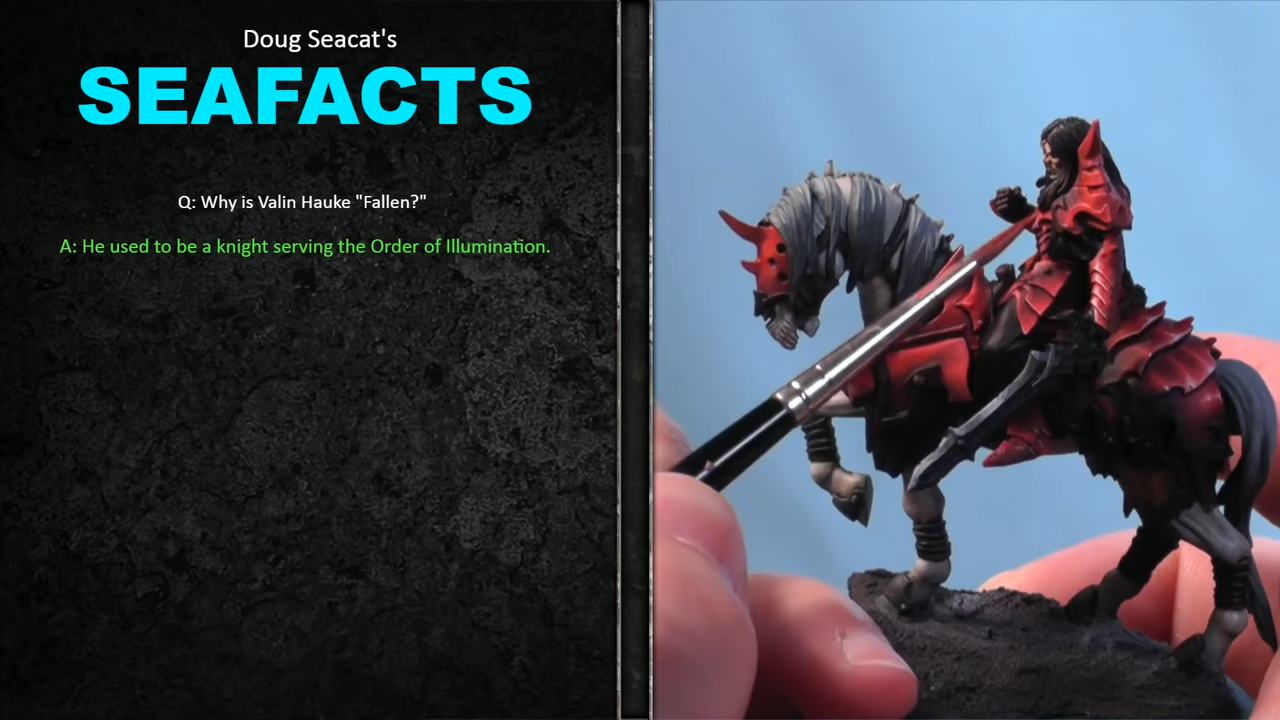 Doug Seacat's
SEAFACTS
Q: Why is Valin Hauke "Fallen?"
A: He used to be a knight serving the Order of Illumination.